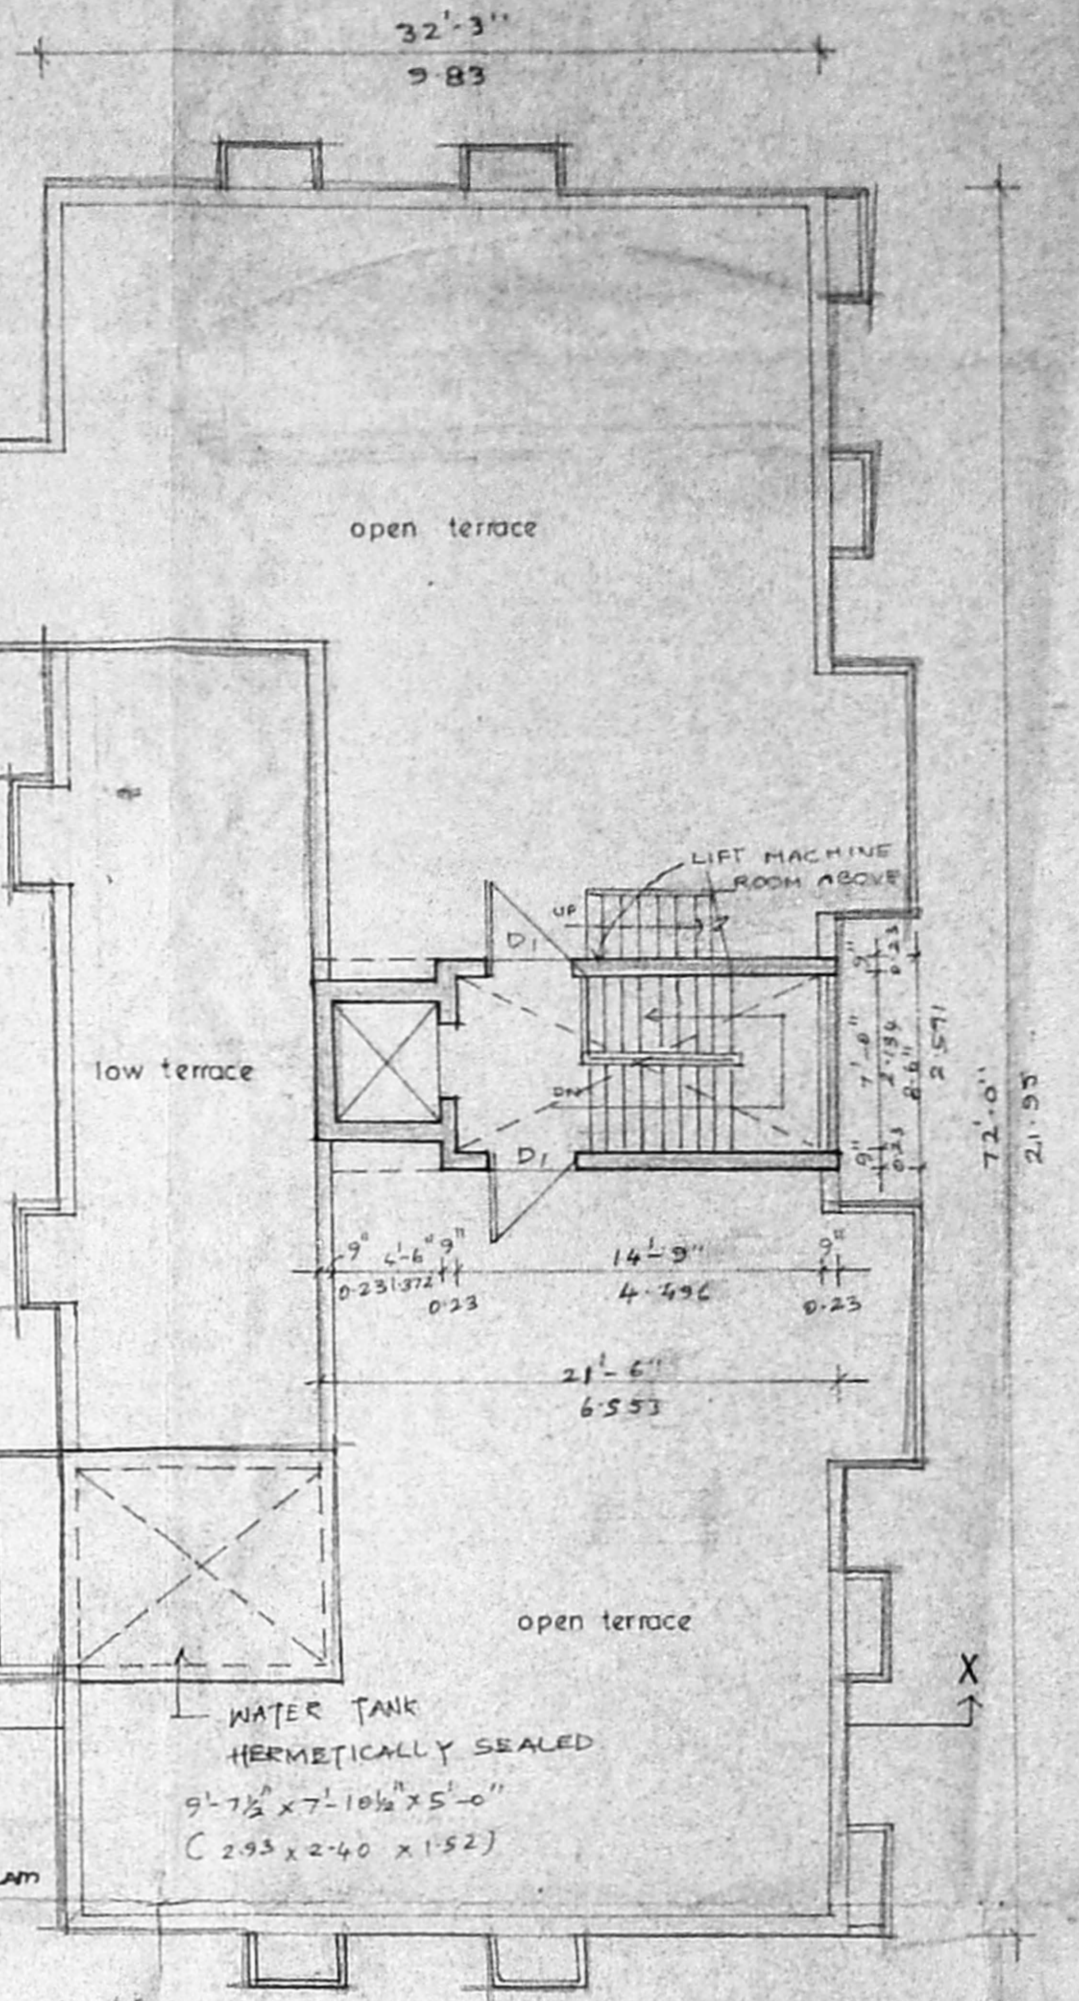 32'-3"
9.83
open terrace
LIFT MACHINE
ROOM ABOVE
UP
D1
9"
0.23
7'-0"
2.134
8'-6"
2.591
9"
0.23
72'-0"
21.95
low terrace
DN
D1
9" 4'-6" 9" 14'-9" 9"
0.23 1.372 0.23 4.496 0.23
21'-6"
6.553
open terrace
X
WATER TANK
HERMETICALLY SEALED
9'-7½" x 7'-10½" x 5'-0"
( 2.93 x 2.40 x 1.52)